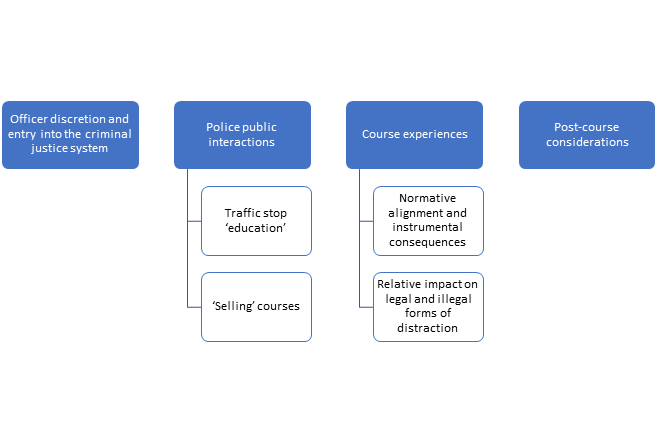 Officer discretion and
entry into the criminal
justice system
Police public
interactions
Traffic stop
‘education’
‘Selling’ courses
Course experiences
Normative
alignment and
instrumental
consequences
Relative impact on
legal and illegal
forms of
distraction
Post-course
considerations